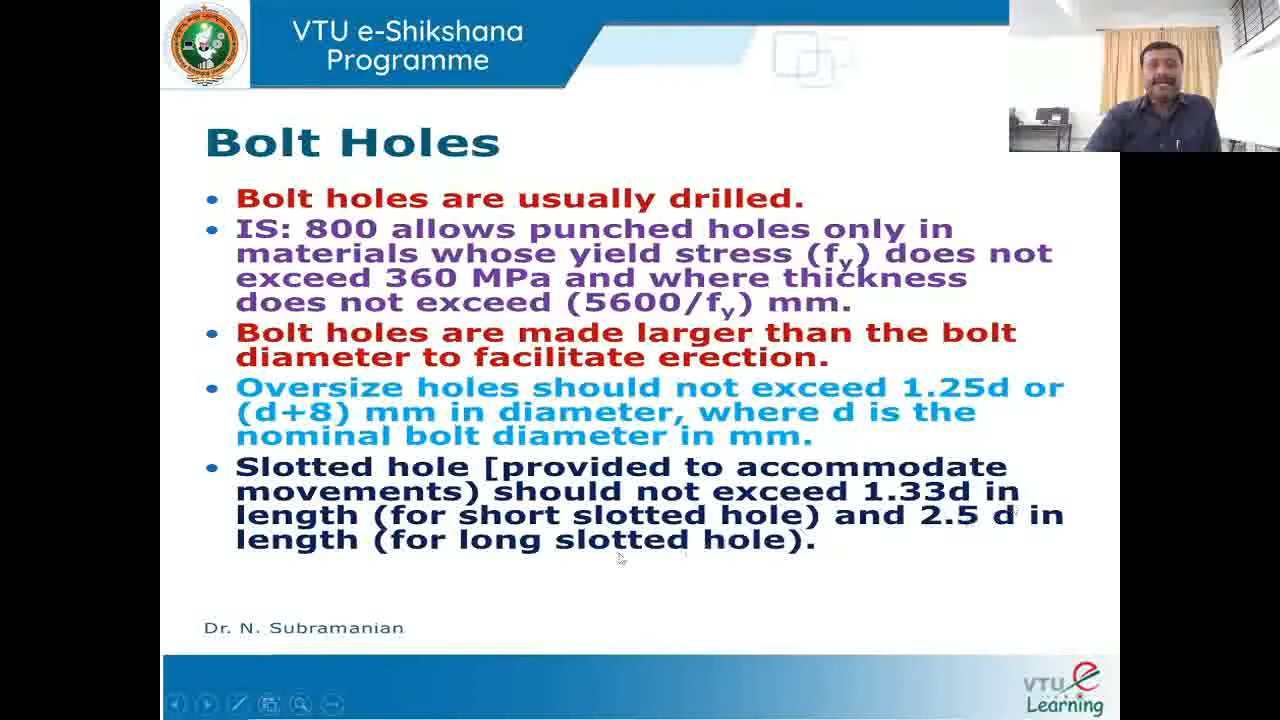 VTU e-Shikshana
Programme
Bolt Holes
• Bolt holes are usually drilled.
• IS: 800 allows punched holes only in
materials whose yield stress (fy) does not
exceed 360 MPa and where thickness
does not exceed (5600/fy) mm.
• Bolt holes are made larger than the bolt
diameter to facilitate erection.
• Oversize holes should not exceed 1.25d or
(d+8) mm in diameter, where d is the
nominal bolt diameter in mm.
• Slotted hole [provided to accommodate
movements) should not exceed 1.33d in
length (for short slotted hole) and 2.5 d in
length (for long slotted hole).
Dr. N. Subramanian
VTU e
Learning